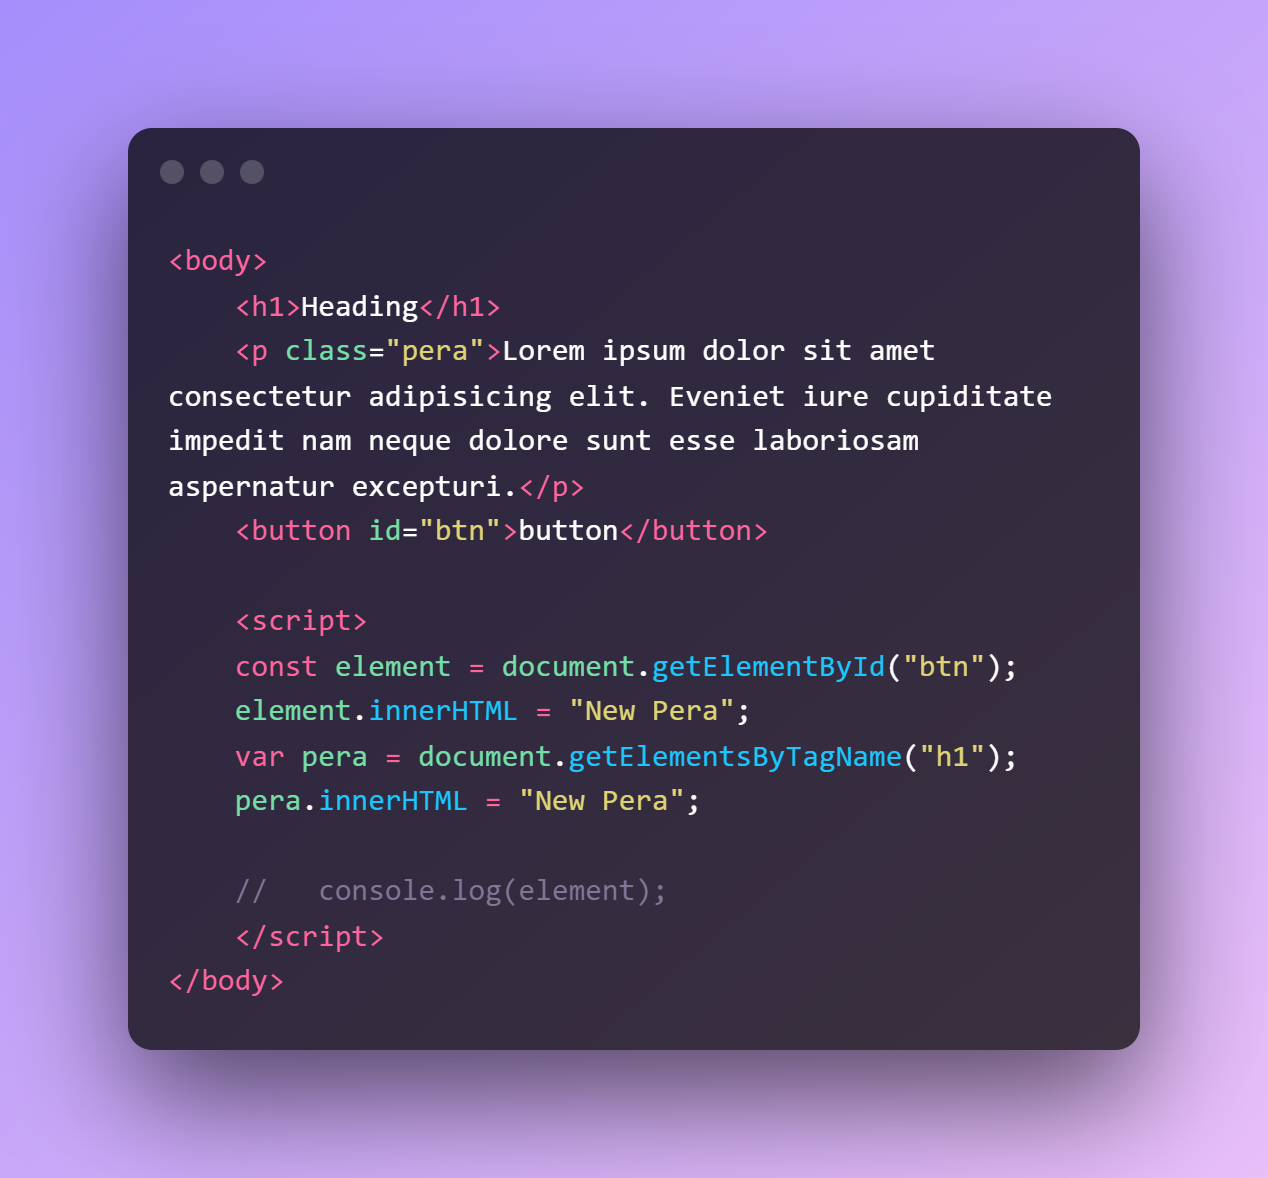 <body>
    <h1>Heading</h1>
    <p class="pera">Lorem ipsum dolor sit amet
consectetur adipisicing elit. Eveniet iure cupiditate
impedit nam neque dolore sunt esse laboriosam
aspernatur excepturi.</p>
    <button id="btn">button</button>

    <script>
    const element = document.getElementById("btn");
    element.innerHTML = "New Pera";
    var pera = document.getElementsByTagName("h1");
    pera.innerHTML = "New Pera";

    //   console.log(element);
    </script>
</body>